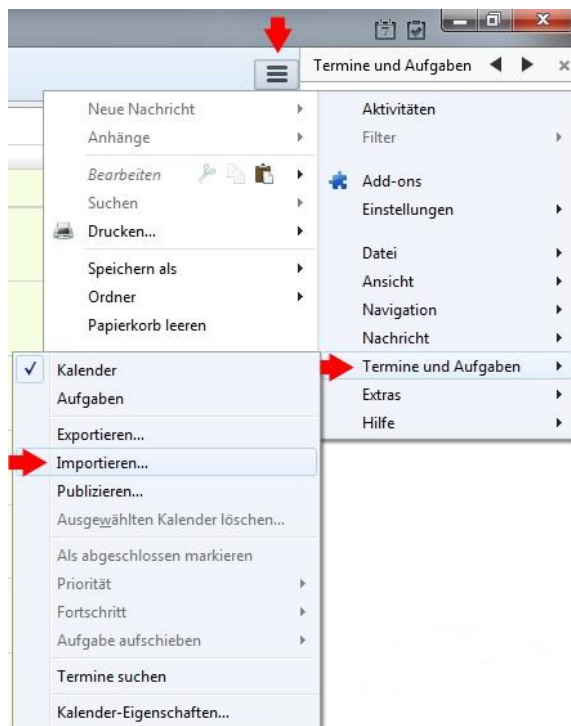 7
Termine und Aufgaben
Neue Nachricht
Anhänge
Bearbeiten
Suchen
Drucken...
Speichern als
Ordner
Papierkorb leeren
Aktivitäten
Filter
Add-ons
Einstellungen
Datei
Ansicht
Navigation
Nachricht
Termine und Aufgaben
Extras
Hilfe
Kalender
Aufgaben
Exportieren...
Importieren...
Publizieren...
Ausgewählten Kalender löschen...
Als abgeschlossen markieren
Priorität
Fortschritt
Aufgabe aufschieben
Termine suchen
Kalender-Eigenschaften...